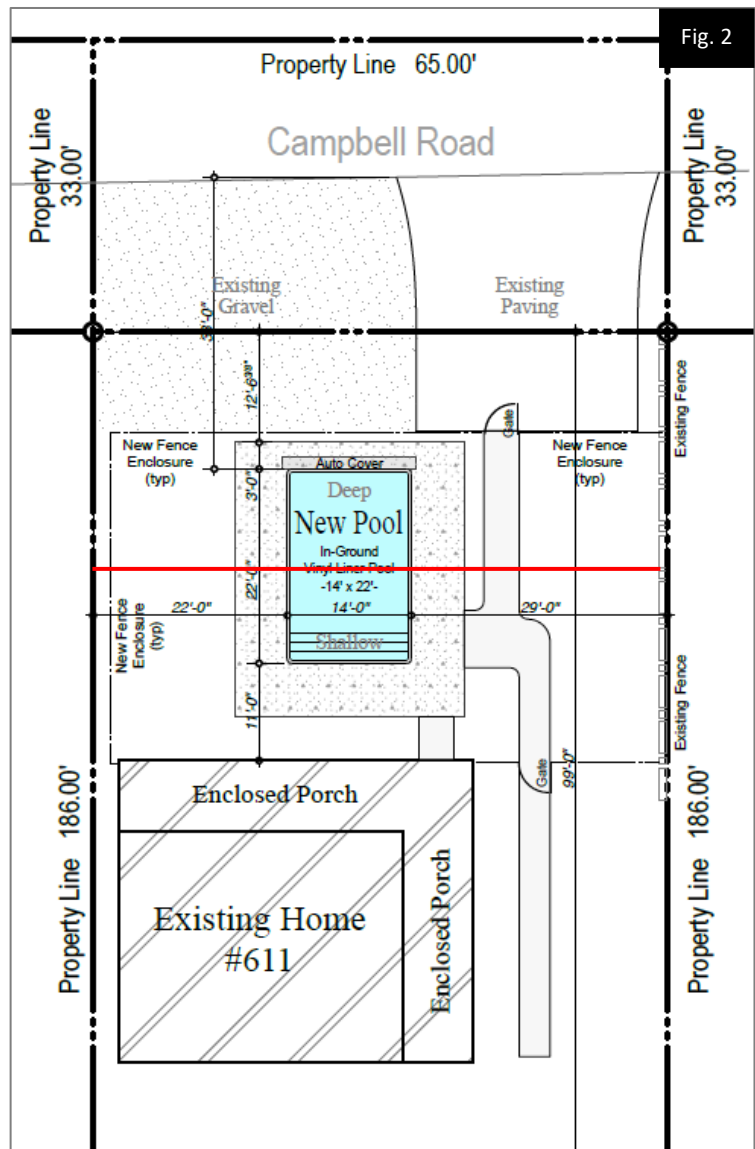 Fig. 2
Property Line 65.00'
Campbell Road
Property Line
33.00'
Property Line
33.00'
Existing
Gravel
Existing
Paving
33'-0"
12'-6 3/8"
Existing Fence
Gate
New Fence
Enclosure
(typ)
New Fence
Enclosure
(typ)
Auto Cover
3'-0"
Deep
New Pool
In-Ground
Vinyl Liner Pool
-14' x 22'-
22'-0"
22'-0"
14'-0"
29'-0"
New Fence
Enclosure
(typ)
Shallow
11'-0"
Existing Fence
Gate
99'-0"
Property Line 186.00'
Property Line 186.00'
Enclosed Porch
Enclosed Porch
Existing Home
#611